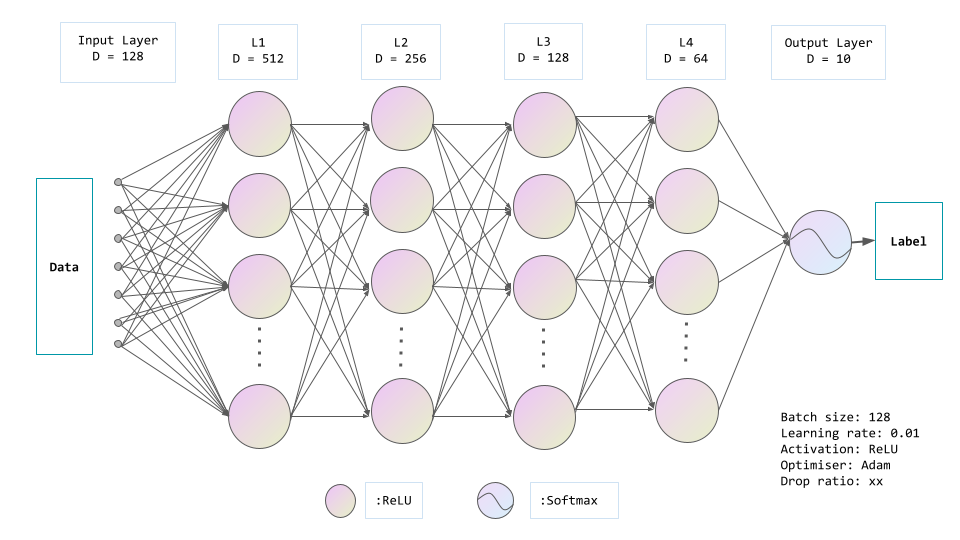 Input Layer
D = 128
L1
D = 512
L2
D = 256
L3
D = 128
L4
D = 64
Output Layer
D = 10
Data
Label
Batch size: 128
Learning rate: 0.01
Activation: ReLU
Optimiser: Adam
Drop ratio: xx
:ReLU
:Softmax